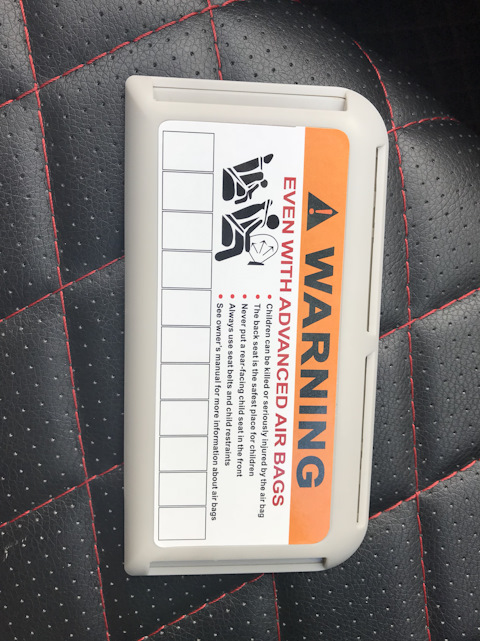 WARNING
EVEN WITH ADVANCED AIR BAGS
• Children can be killed or seriously injured by the air bag
• The back seat is the safest place for children
• Never put a rear-facing child seat in the front
• Always use seat belts and child restraints
• See owner's manual for more information about air bags